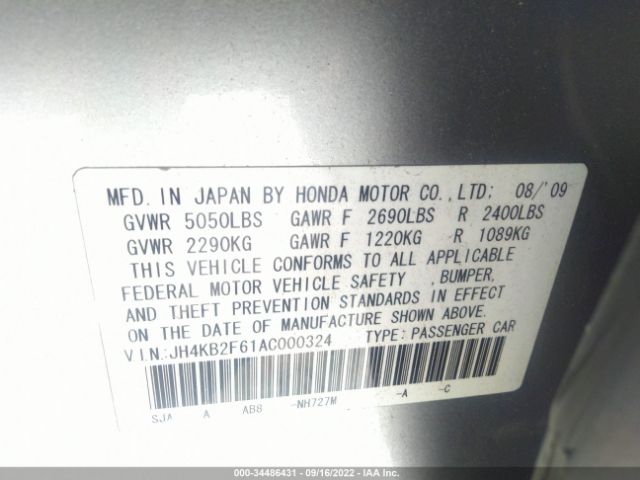 MFD. IN JAPAN BY HONDA MOTOR CO.,LTD: 08/'09
GVWR 5050LBS GAWR F 2690LBS R 2400LBS
GVWR 2290KG GAWR F 1220KG R 1089KG
THIS VEHICLE CONFORMS TO ALL APPLICABLE
FEDERAL MOTOR VEHICLE SAFETY ,BUMPER,
AND THEFT PREVENTION STANDARDS IN EFFECT
ON THE DATE OF MANUFACTURE SHOWN ABOVE.
V I N.:JH4KB2F61AC000324 TYPE: PASSENGER CAR
SJA A AB8 -NH727M -A -C
000-34486431 - 09/16/2022 - IAAI.COM